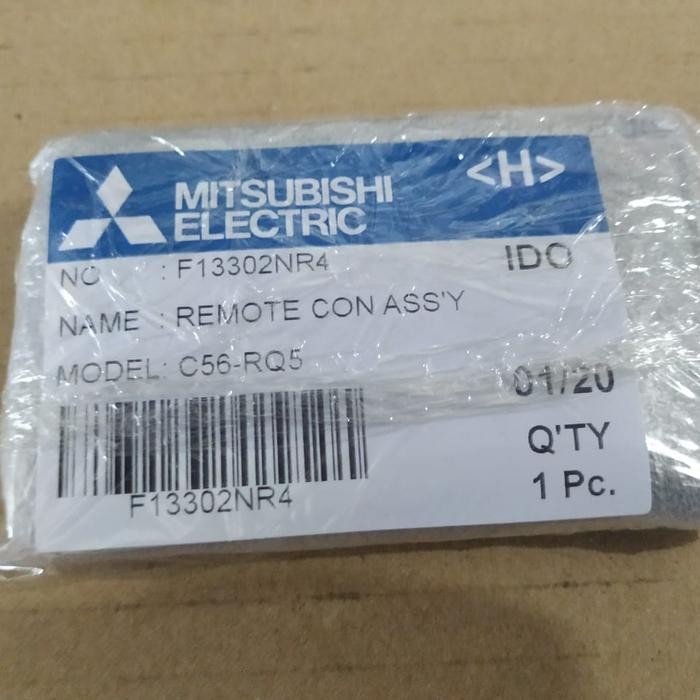 MITSUBISHI
ELECTRIC
<H>
NO : F13302NR4
IDO
NAME : REMOTE CON ASS'Y
MODEL : C56-RQ5
01/20
Q'TY
1 Pc.
F13302NR4